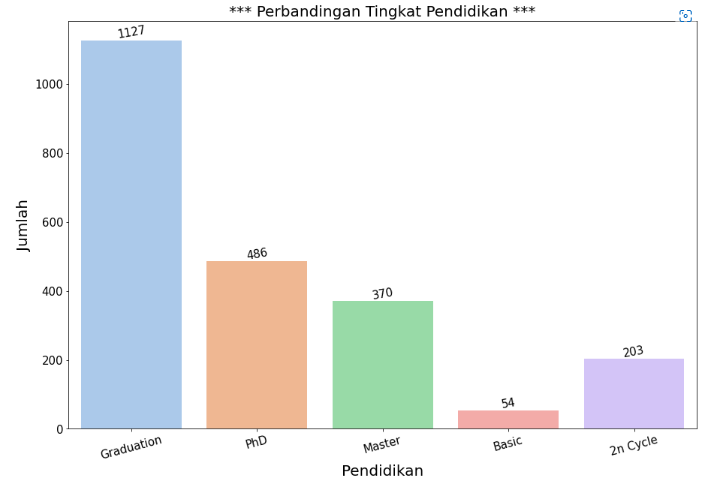 *** Perbandingan Tingkat Pendidikan ***
1127
1000
800
600
400
200
0
486
370
54
203
Jumlah
Graduation
PhD
Master
Basic
2n Cycle
Pendidikan